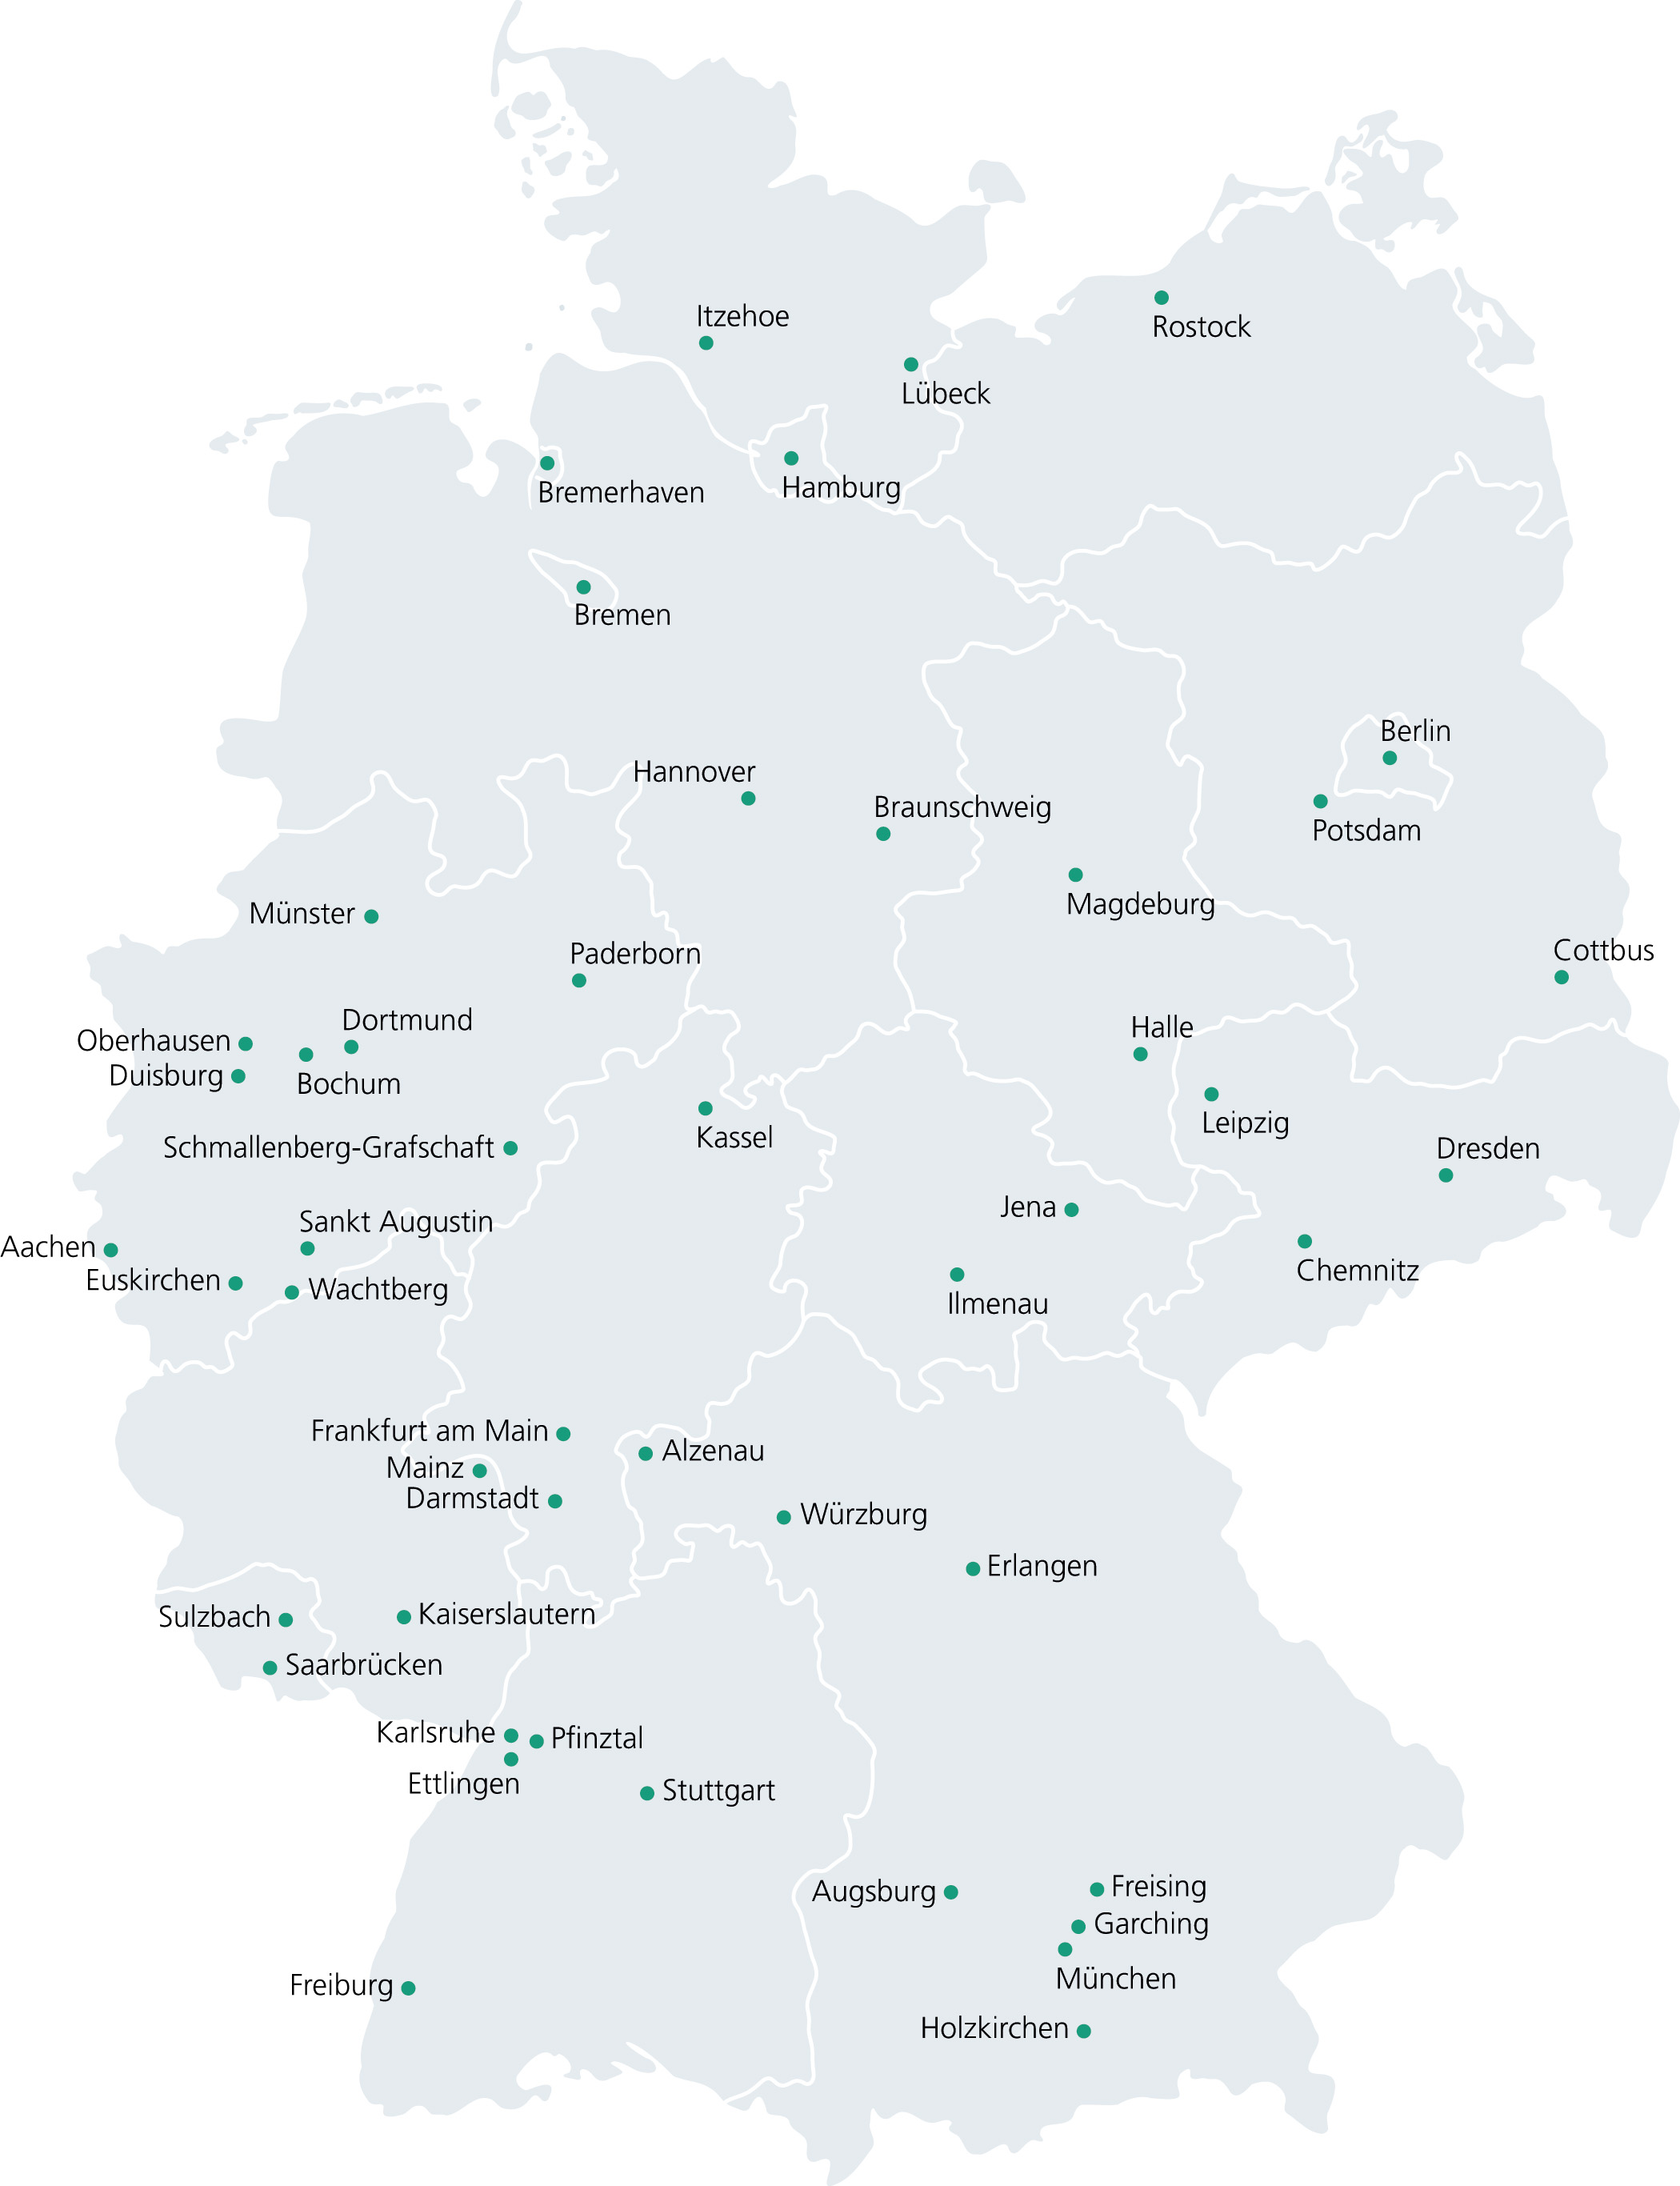 Rostock
Itzehoe
Lübeck
Hamburg
Bremerhaven
Bremen
Berlin
Hannover
Braunschweig
Potsdam
Magdeburg
Münster
Paderborn
Cottbus
Dortmund
Halle
Oberhausen
Duisburg
Bochum
Leipzig
Kassel
Schmallenberg-Grafschaft
Dresden
Jena
Sankt Augustin
Aachen
Chemnitz
Euskirchen
Wachtberg
Ilmenau
Frankfurt am Main
Alzenau
Mainz
Darmstadt
Würzburg
Erlangen
Sulzbach
Kaiserslautern
Saarbrücken
Karlsruhe
Pfinztal
Ettlingen
Stuttgart
Augsburg
Freising
Garching
München
Freiburg
Holzkirchen